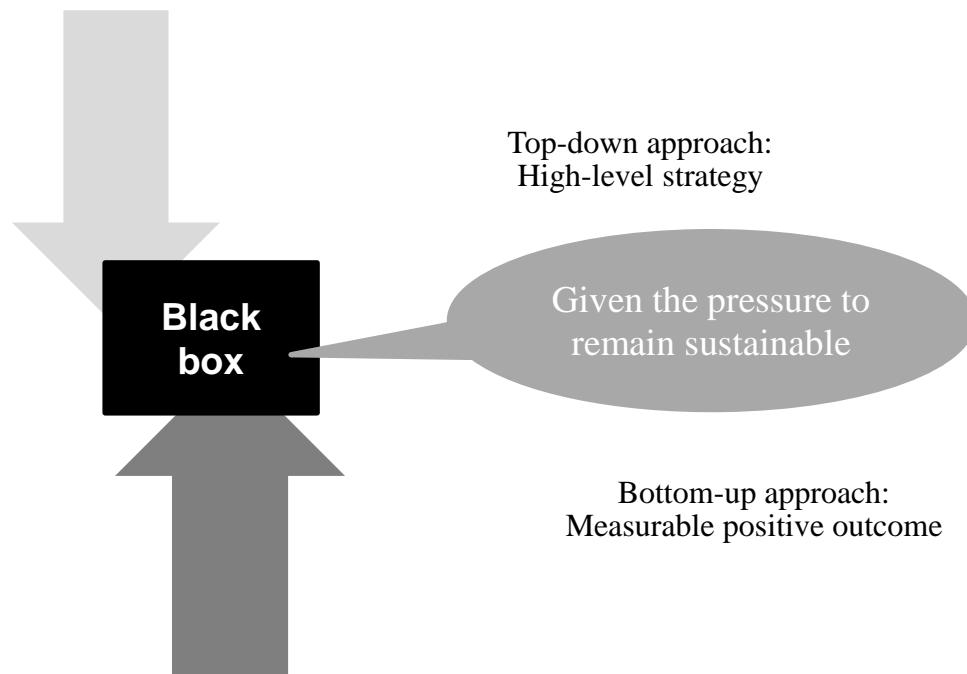 Top-down approach:
High-level strategy
Black
box
Given the pressure to
remain sustainable
Bottom-up approach:
Measurable positive outcome